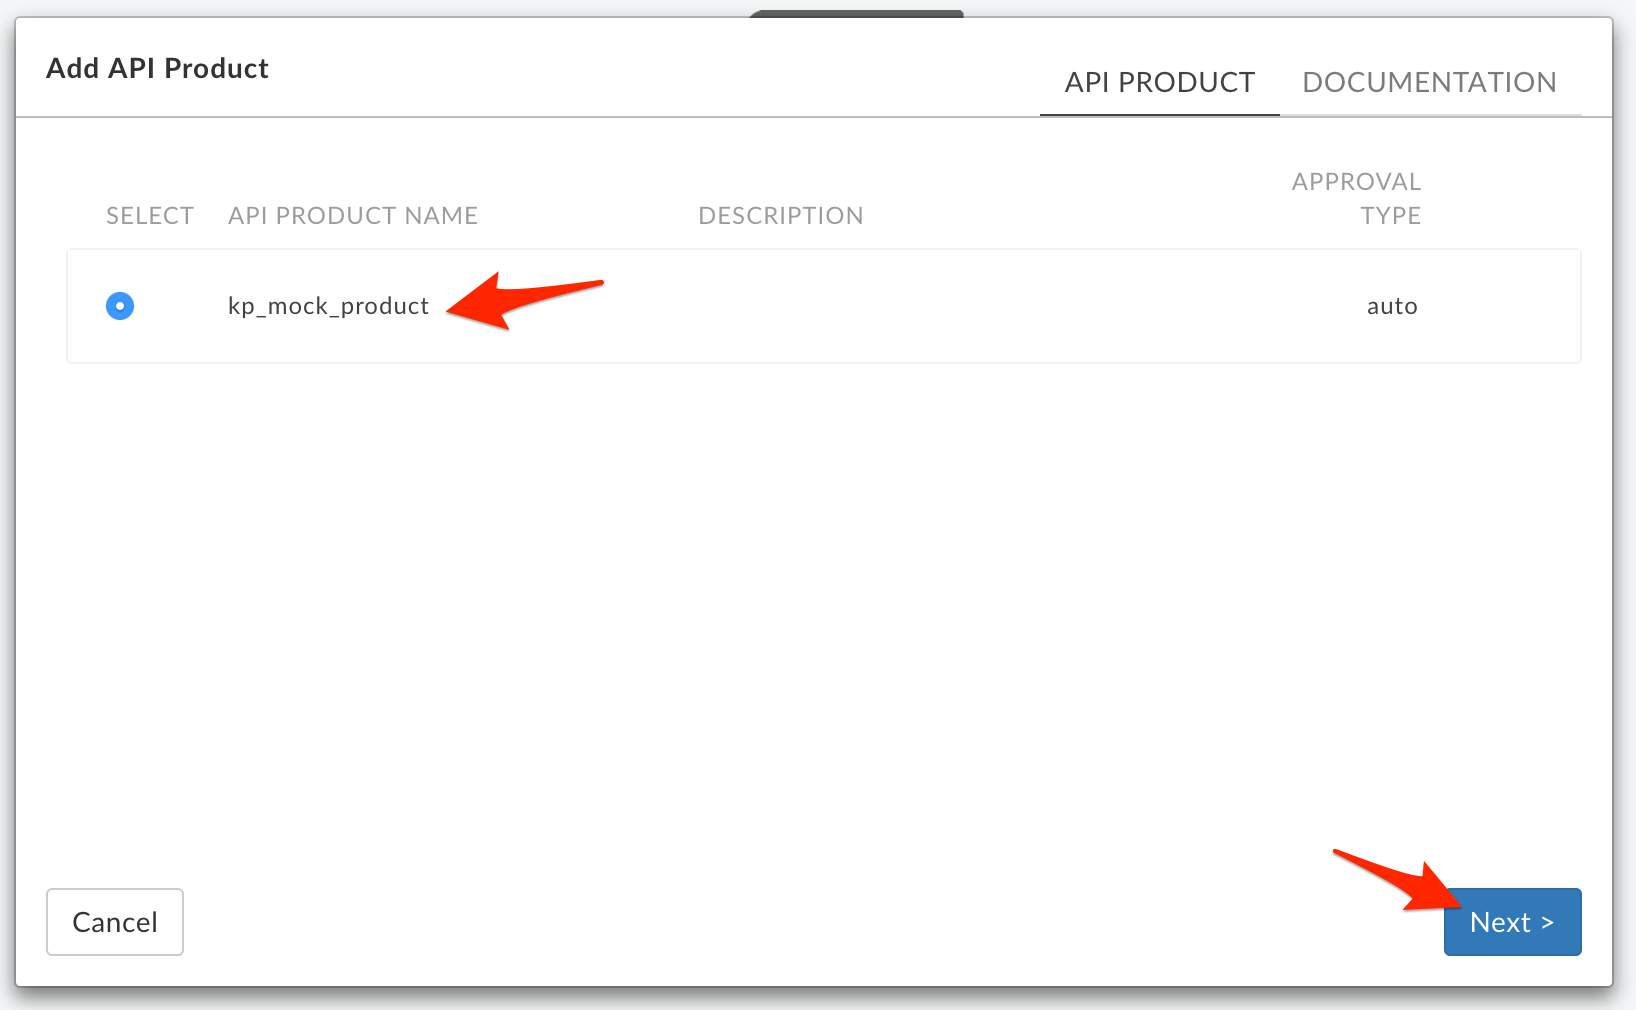 Add API Product
API PRODUCT
DOCUMENTATION
SELECT
API PRODUCT NAME
DESCRIPTION
APPROVAL
TYPE
kp_mock_product
auto
Cancel
Next >